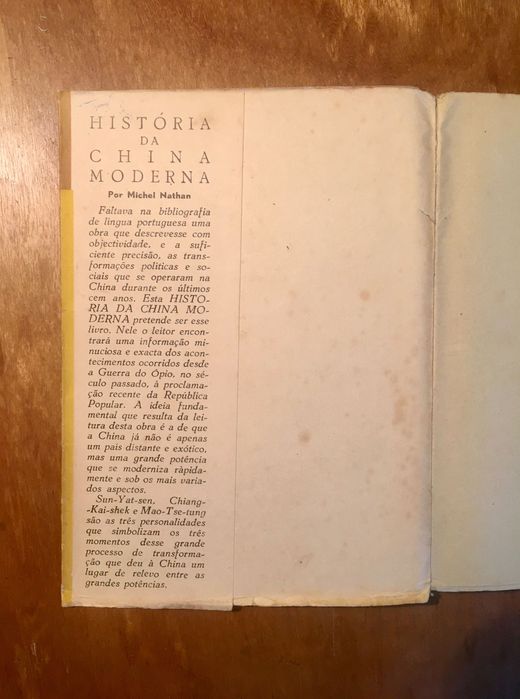 HISTÓRIA
DA
CHINA
MODERNA
Por Michel Nathan
Faltava na bibliografia
de língua portuguesa uma
obra que descrevesse com
objectividade, e a sufi-
ciente precisão, as trans-
formações políticas e so-
ciais que se operaram na
China durante os últimos
cem anos. Esta HISTO-
RIA DA CHINA MO-
DERNA pretende ser esse
livro. Nele o leitor encon-
trará uma informação mi-
nuciosa e exacta dos acon-
tecimentos ocorridos desde
a Guerra do Ópio, no sé-
culo passado, à proclama-
ção recente da República
Popular. A ideia funda-
mental que resulta da lei-
tura desta obra é a de que
a China já não é apenas
um país distante e exótico,
mas uma grande potência
que se moderniza ràpida-
mente e sob os mais varia-
dos aspectos.
Sun-Yat-sen, Chiang-
-Kai-shek e Mao-Tse-tung
são as três personalidades
que simbolizam os três
momentos desse grande
processo de transforma-
ção que deu à China um
lugar de relevo entre as
grandes potências.